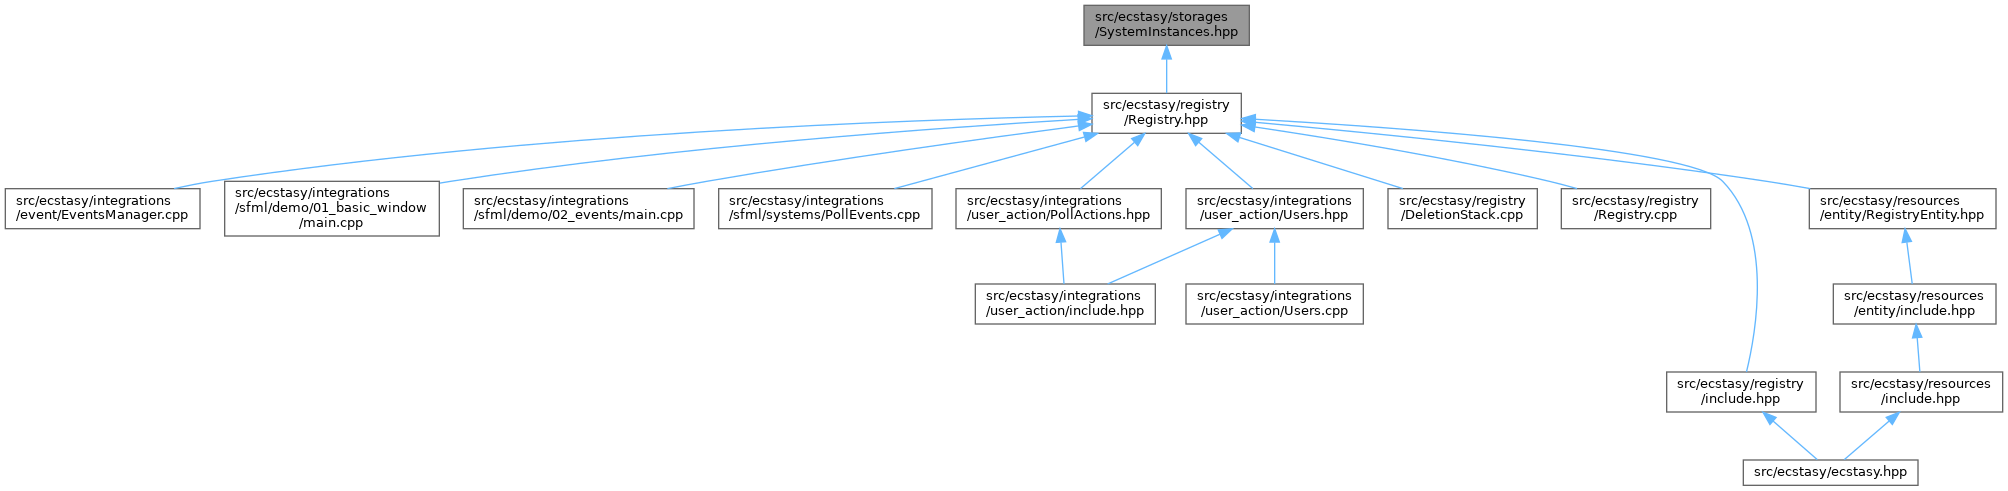 src/ecstasy/storages
/SystemInstances.hpp
src/ecstasy/registry
/Registry.hpp
src/ecstasy/integrations
/event/EventsManager.cpp
src/ecstasy/integrations
/sfml/demo/01_basic_window
/main.cpp
src/ecstasy/integrations
/sfml/demo/02_events/main.cpp
src/ecstasy/integrations
/sfml/systems/PollEvents.cpp
src/ecstasy/integrations
/user_action/PollActions.hpp
src/ecstasy/integrations
/user_action/Users.hpp
src/ecstasy/registry
/DeletionStack.cpp
src/ecstasy/registry
/Registry.cpp
src/ecstasy/resources
/entity/RegistryEntity.hpp
src/ecstasy/integrations
/user_action/include.hpp
src/ecstasy/integrations
/user_action/Users.cpp
src/ecstasy/resources
/entity/include.hpp
src/ecstasy/registry
/include.hpp
src/ecstasy/resources
/include.hpp
src/ecstasy/ecstasy.hpp